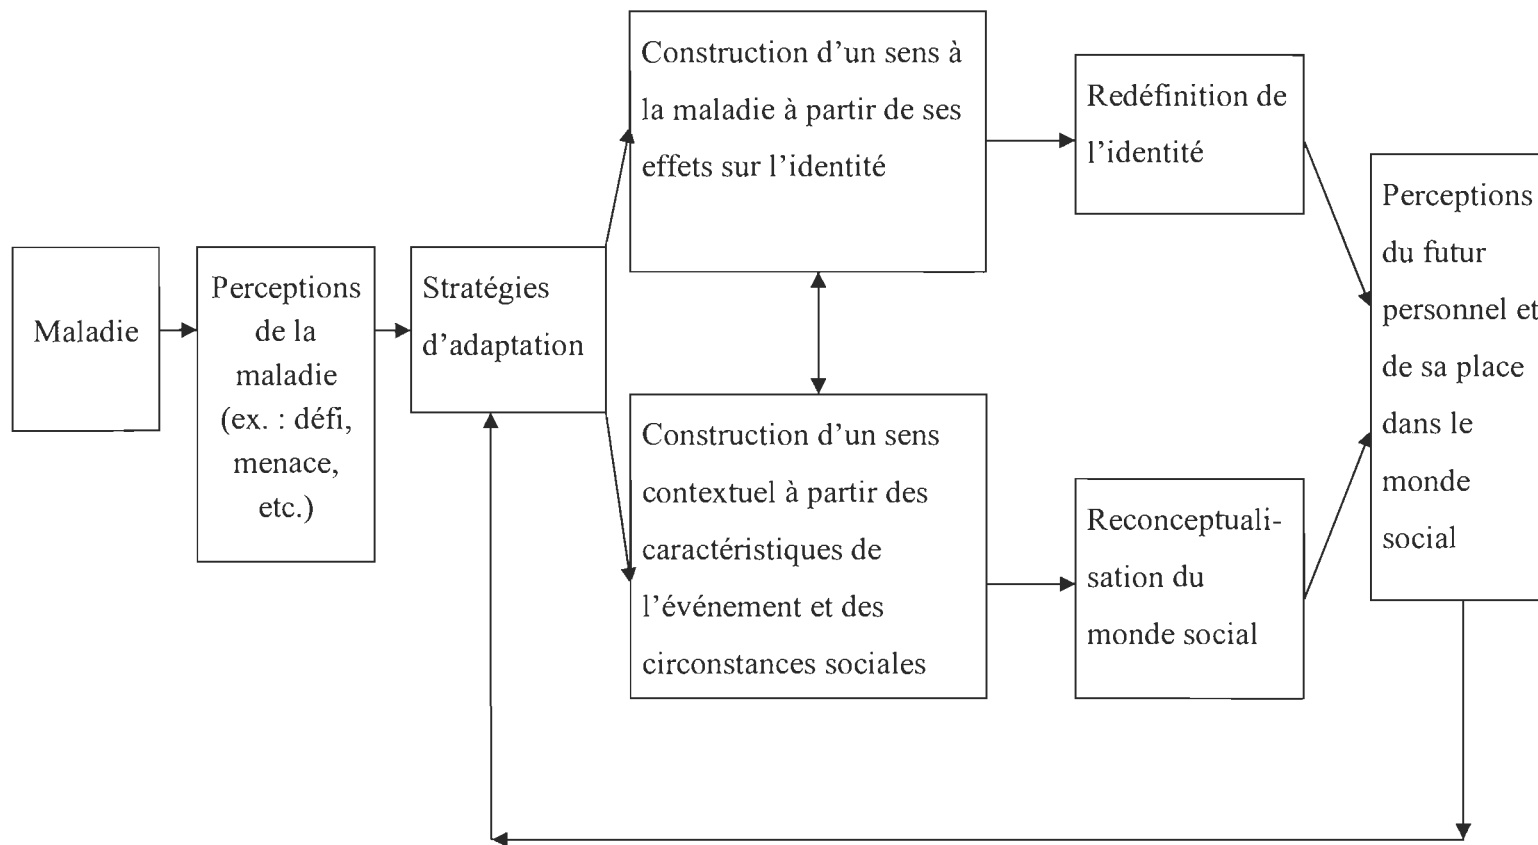 Maladie
Perceptions
de la
maladie
(ex. : défi,
menace,
etc.)
Stratégies
d’adaptation
Construction d’un sens à
la maladie à partir de ses
effets sur l’identité
Construction d’un sens
contextuel à partir des
caractéristiques de
l’événement et des
circonstances sociales
Redéfinition de
l’identité
Reconceptuali-
sation du
monde social
Perceptions
du futur
personnel et
de sa place
dans le
monde
social